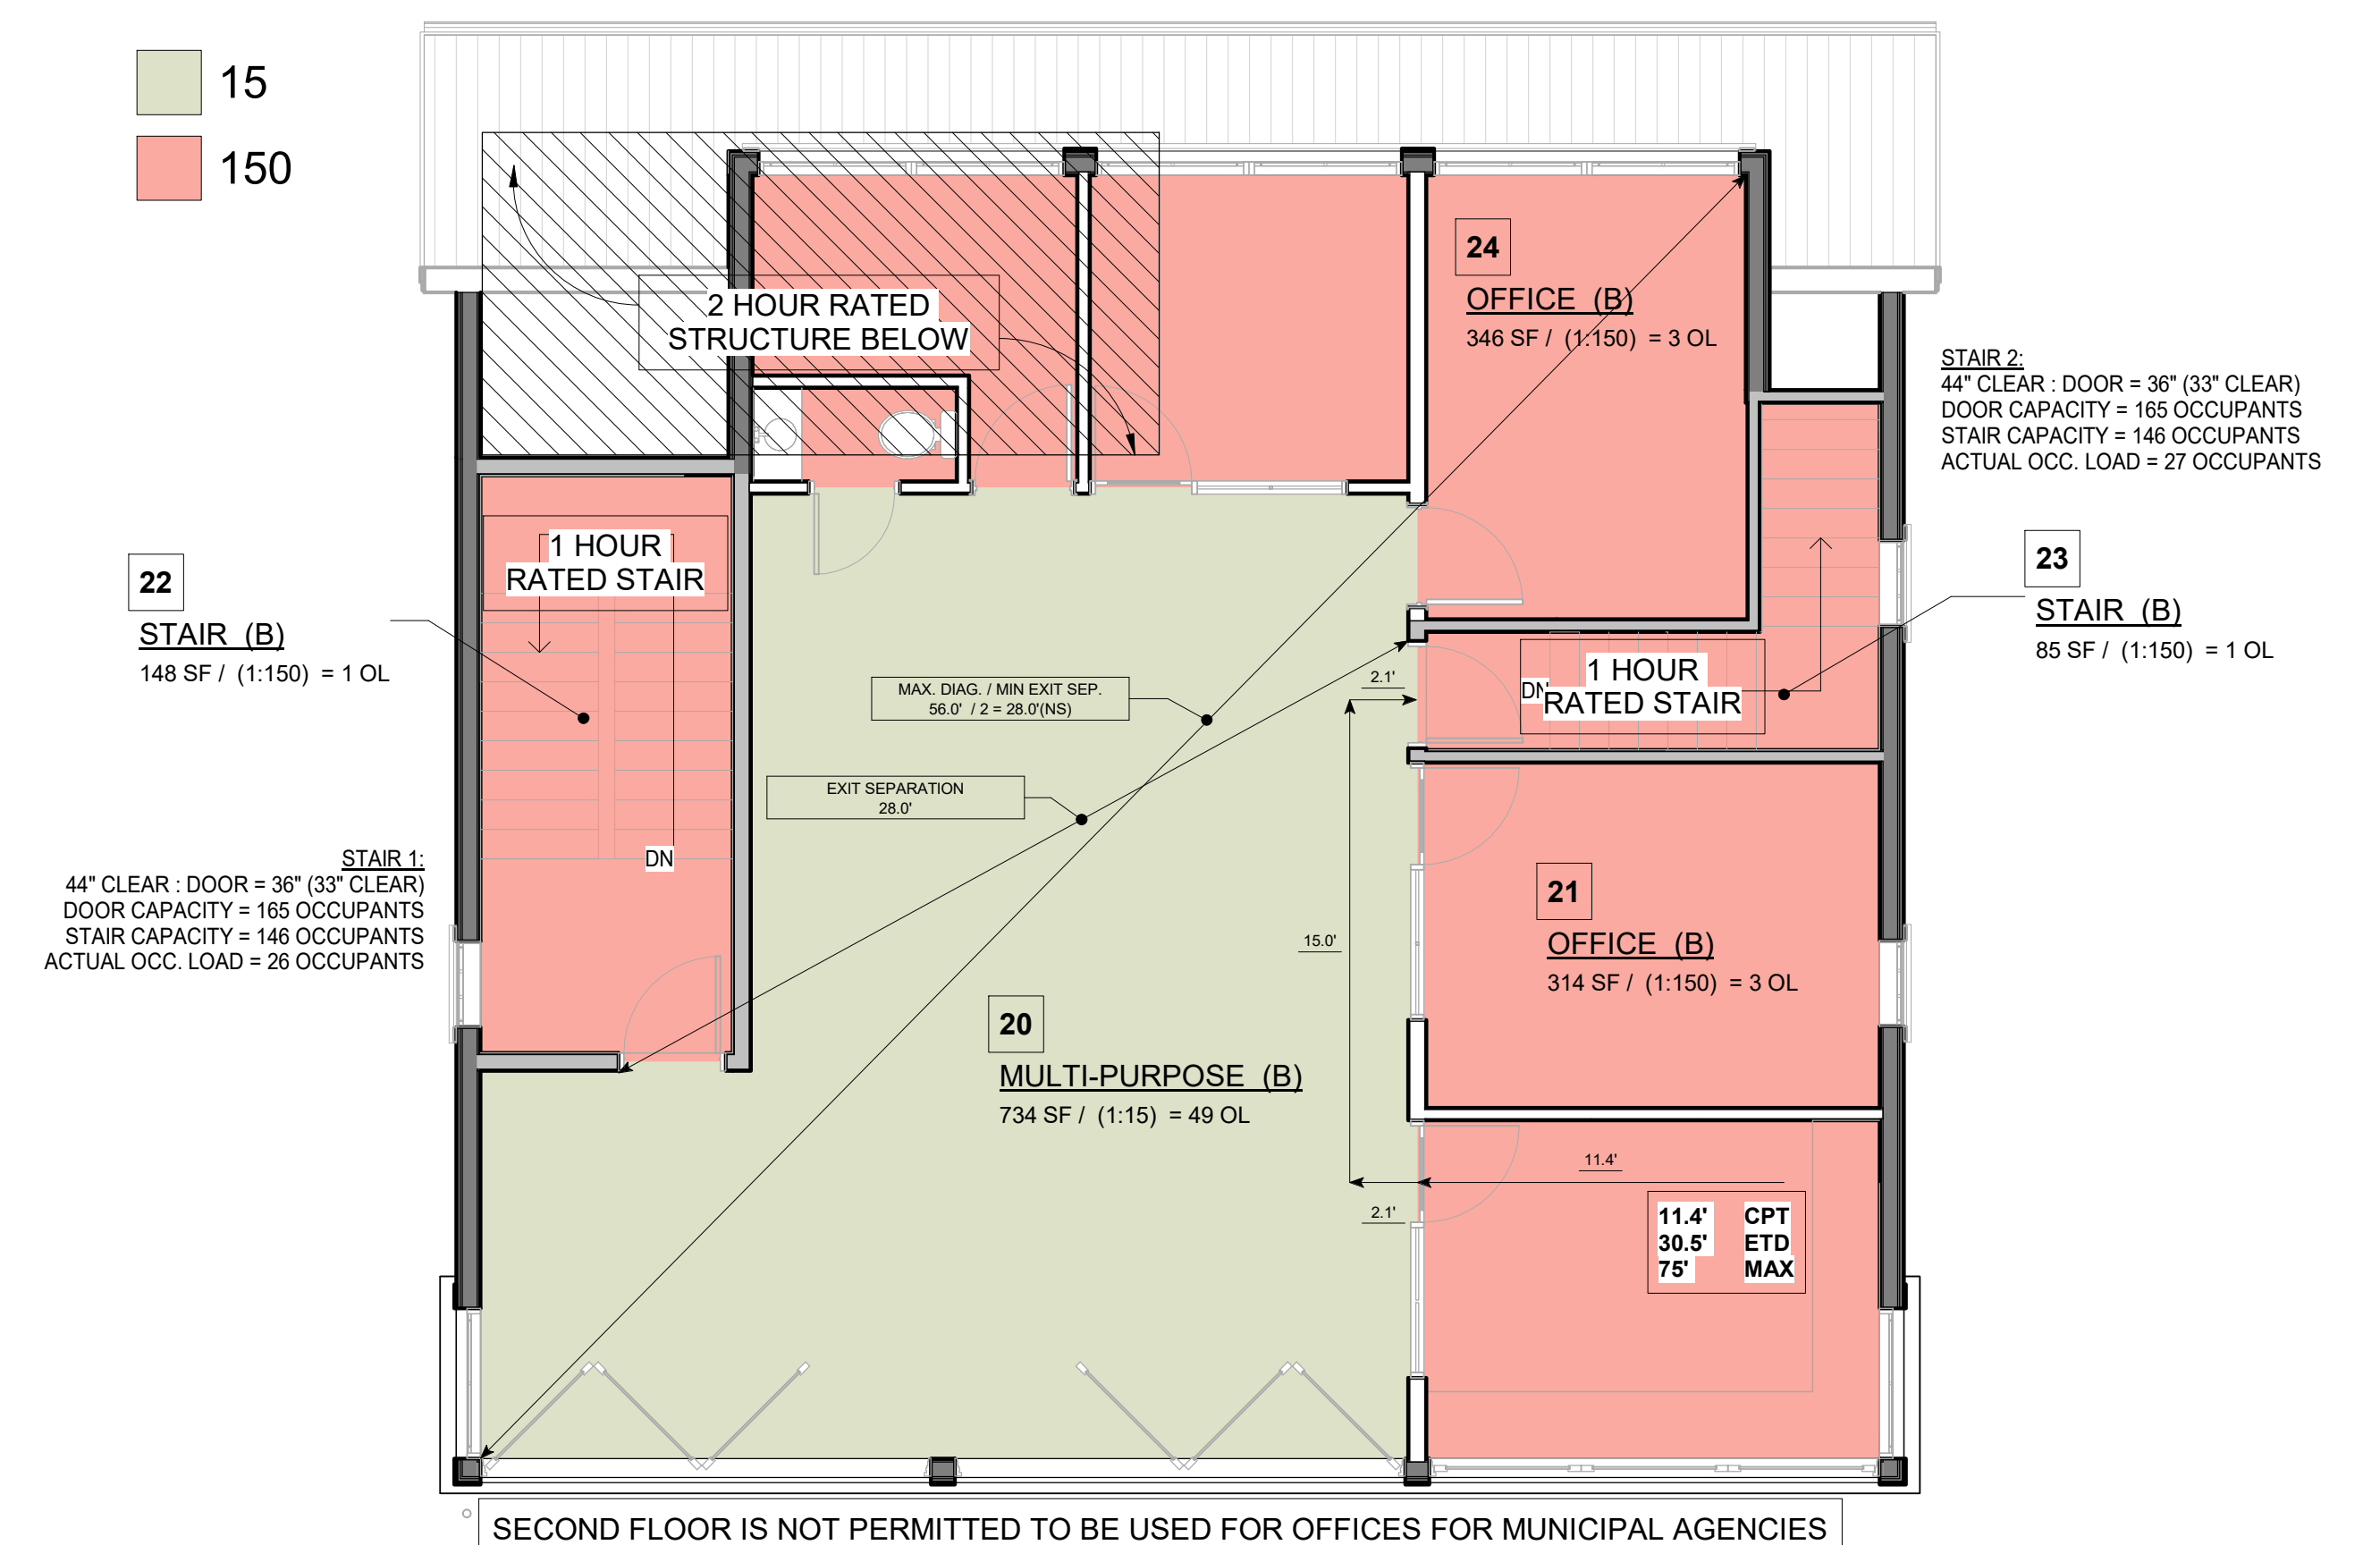 15
150
2 HOUR RATED
STRUCTURE BELOW
24
OFFICE (B)
346 SF / (1:150) = 3 OL
STAIR 2:
44" CLEAR : DOOR = 36" (33" CLEAR)
DOOR CAPACITY = 165 OCCUPANTS
STAIR CAPACITY = 146 OCCUPANTS
ACTUAL OCC. LOAD = 27 OCCUPANTS
22
STAIR (B)
148 SF / (1:150) = 1 OL
1 HOUR
RATED STAIR
DN
23
STAIR (B)
85 SF / (1:150) = 1 OL
1 HOUR
RATED STAIR
DN
MAX. DIAG. / MIN EXIT SEP.
56.0' / 2 = 28.0'(NS)
2.1'
EXIT SEPARATION
28.0'
STAIR 1:
44" CLEAR : DOOR = 36" (33" CLEAR)
DOOR CAPACITY = 165 OCCUPANTS
STAIR CAPACITY = 146 OCCUPANTS
ACTUAL OCC. LOAD = 26 OCCUPANTS
15.0'
21
OFFICE (B)
314 SF / (1:150) = 3 OL
20
MULTI-PURPOSE (B)
734 SF / (1:15) = 49 OL
11.4'
2.1'
11.4' CPT
30.5' ETD
75' MAX
SECOND FLOOR IS NOT PERMITTED TO BE USED FOR OFFICES FOR MUNICIPAL AGENCIES